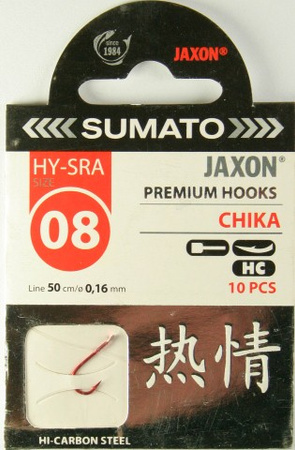 since
1984
JAXON®
SUMATO
HY-SRA
SIZE
08
JAXON®
PREMIUM HOOKS
CHIKA
HC
10 PCS
Line 50 cm/ø 0,16 mm
热情
HI-CARBON STEEL